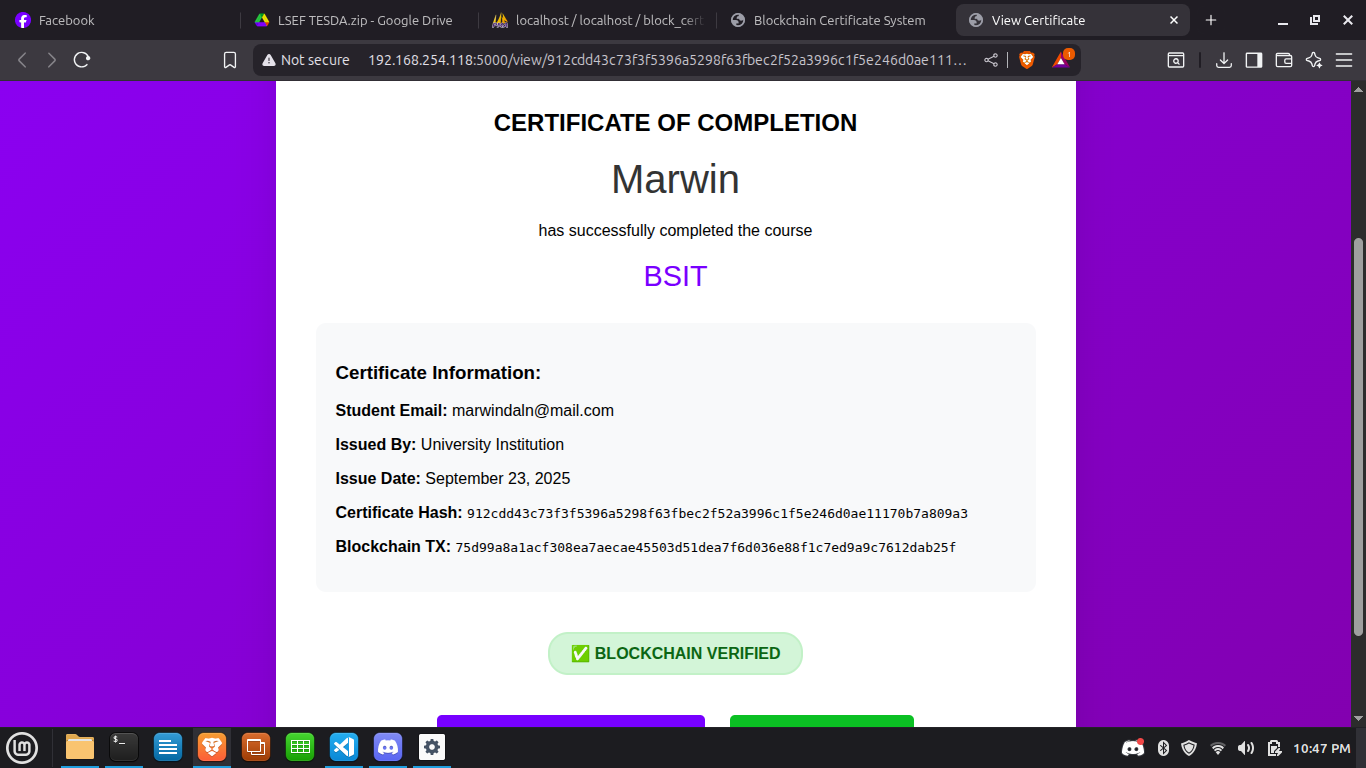 Facebook
LSEF TESDA.zip - Google Drive
localhost / localhost / block_cert
Blockchain Certificate System
View Certificate
Not secure
192.168.254.118:5000/view/912cdd43c73f3f5396a5298f63fbec2f52a3996c1f5e246d0ae111...
1
CERTIFICATE OF COMPLETION
Marwin
has successfully completed the course
BSIT
Certificate Information:
Student Email: marwindaln@mail.com
Issued By: University Institution
Issue Date: September 23, 2025
Certificate Hash: 912cdd43c73f3f5396a5298f63fbec2f52a3996c1f5e246d0ae11170b7a809a3
Blockchain TX: 75d99a8a1acf308ea7aecae45503d51dea7f6d036e88f1c7ed9a9c7612dab25f
✅ BLOCKCHAIN VERIFIED
10:47 PM